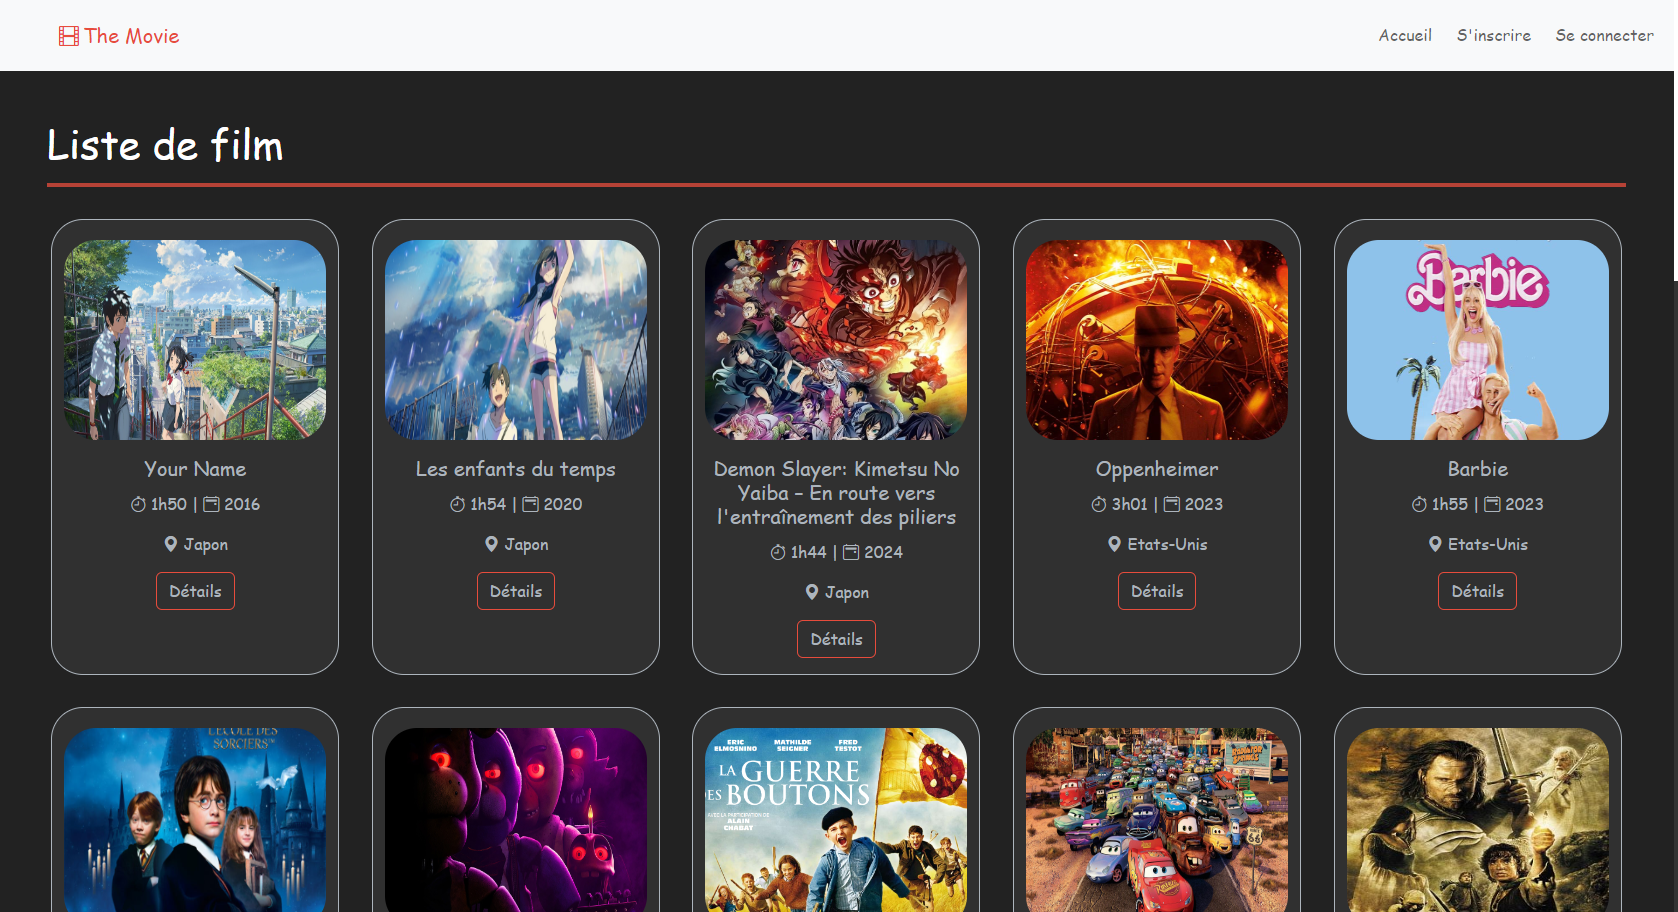 The Movie
Accueil S'inscrire Se connecter
Liste de film
Barbie
Your Name
1h50 | 2016
Japon
Détails
Les enfants du temps
1h54 | 2020
Japon
Détails
Demon Slayer: Kimetsu No
Yaiba – En route vers
l'entraînement des piliers
1h44 | 2024
Japon
Détails
Oppenheimer
3h01 | 2023
Etats-Unis
Détails
Barbie
1h55 | 2023
Etats-Unis
Détails
L'ECOLE DES
SORCIERS™
ERIC ELMOSNINO
MATHILDE SEIGNER
FRED TESTOT
LA GUERRE
DES BOUTONS
AVEC LA PARTICIPATION DE
ALAIN
CHABAT